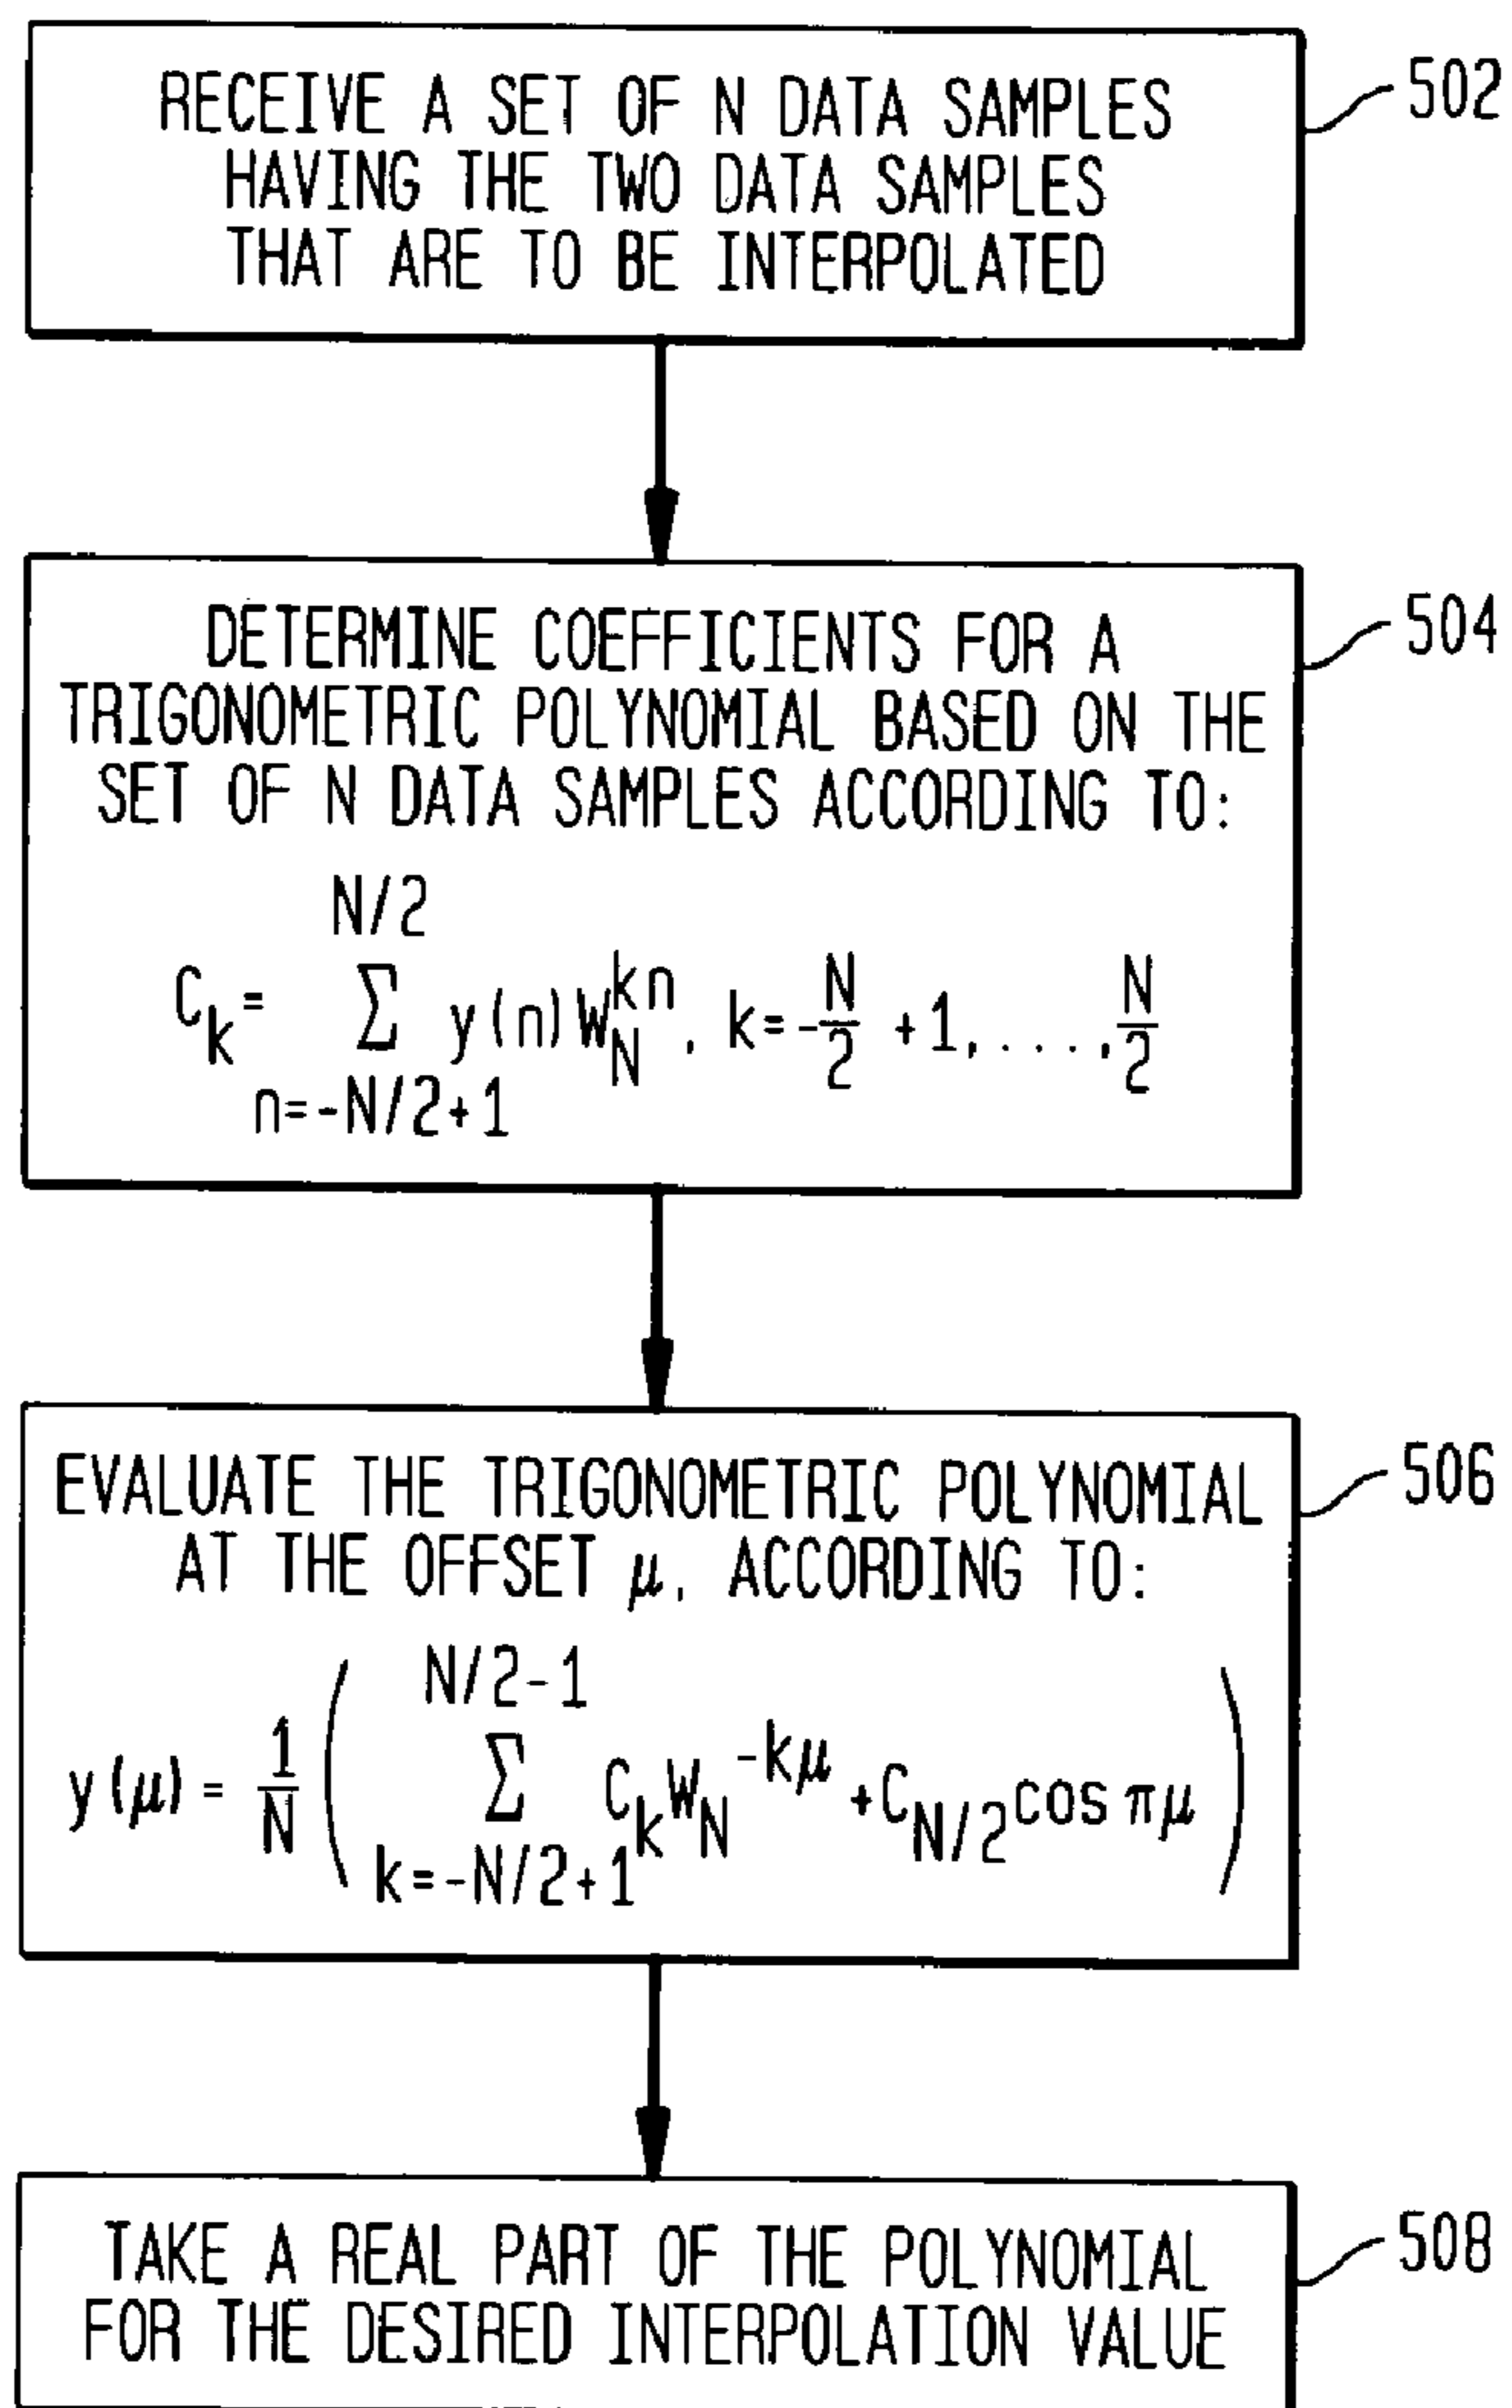 RECEIVE A SET OF N DATA SAMPLES
HAVING THE TWO DATA SAMPLES
THAT ARE TO BE INTERPOLATED
502
DETERMINE COEFFICIENTS FOR A
TRIGONOMETRIC POLYNOMIAL BASED ON THE
SET OF N DATA SAMPLES ACCORDING TO:
504
N/2
C_k = Σ y(n) W_N^{kn}, k=-N/2 +1,...,N/2
n=-N/2+1
EVALUATE THE TRIGONOMETRIC POLYNOMIAL
AT THE OFFSET μ, ACCORDING TO:
506
N/2-1
y(μ) = 1/N ( Σ C_k W_N^{-kμ} +C_{N/2} cos πμ )
k=-N/2+1
TAKE A REAL PART OF THE POLYNOMIAL
FOR THE DESIRED INTERPOLATION VALUE
508